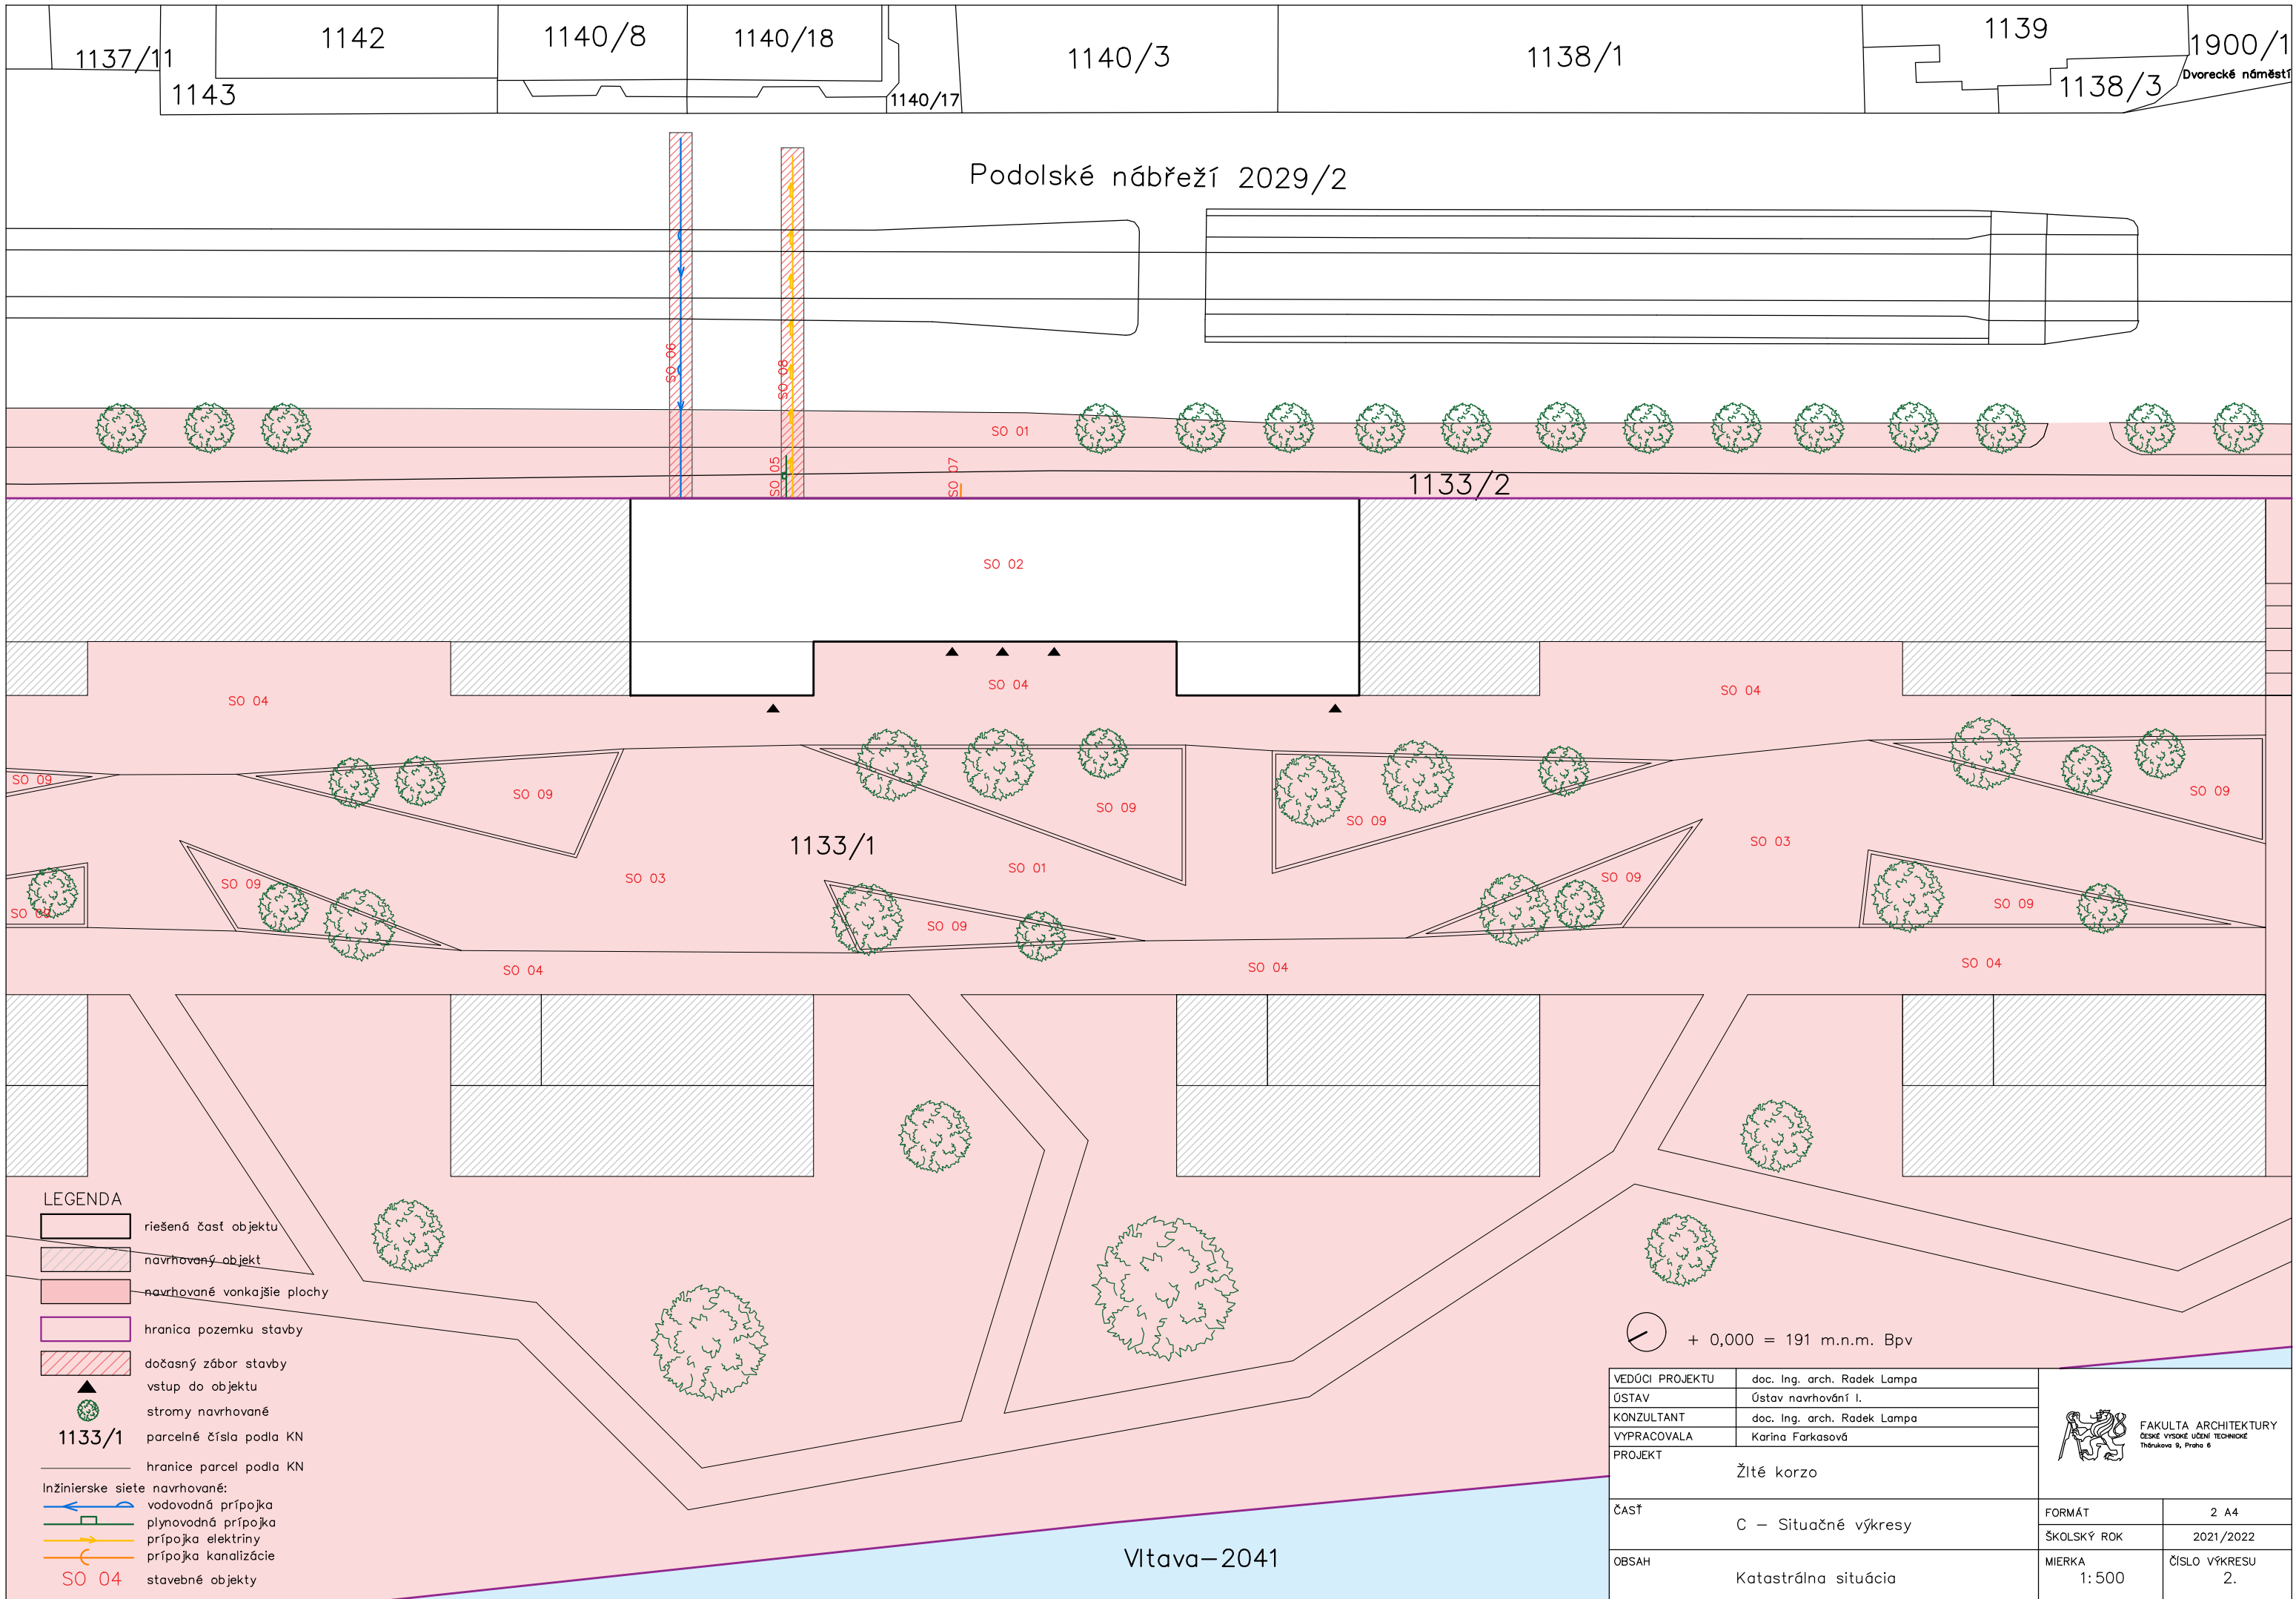 1137/11
1142
1143
1140/8
1140/18
1140/17
1140/3
1138/1
1139
1138/3
1900/1
Dvorecké náměstí
Podolské nábřeží 2029/2
SO 06
SO 08
SO 01
SO 05
SO 07
1133/2
SO 02
SO 04
SO 04
SO 04
SO 09
SO 09
SO 09
SO 09
SO 09
1133/1
SO 03
SO 01
SO 03
SO 09
SO 09
SO 09
SO 09
SO 09
SO 04
SO 04
SO 04
LEGENDA
riešená časť objektu
navrhovaný objekt
navrhované vonkajšie plochy
hranica pozemku stavby
dočasný zábor stavby
vstup do objektu
stromy navrhované
1133/1 parcelné čísla podla KN
hranice parcel podla KN
Inžinierske siete navrhované:
vodovodná prípojka
plynovodná prípojka
prípojka elektriny
prípojka kanalizácie
SO 04 stavebné objekty
Vltava-2041
+ 0,000 = 191 m.n.m. Bpv
VEDÚCI PROJEKTU doc. Ing. arch. Radek Lampa
ÚSTAV Ústav navrhování I.
KONZULTANT doc. Ing. arch. Radek Lampa
VYPRACOVALA Karina Farkasová
PROJEKT
Žlté korzo
FAKULTA ARCHITEKTURY
ČESKÉ VYSOKÉ UČENÍ TECHNICKÉ
Thákurova 9, Praha 6
ČASŤ
C – Situačné výkresy
FORMÁT 2 A4
ŠKOLSKÝ ROK 2021/2022
OBSAH
Katastrálna situácia
MIERKA
1:500
ČÍSLO VÝKRESU
2.